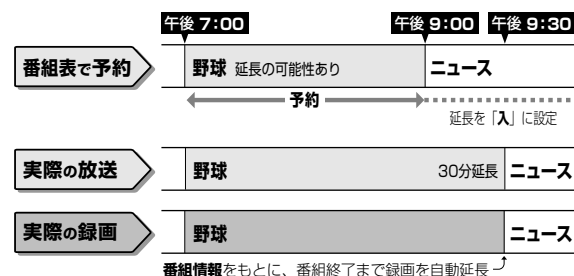 午後 7:00 午後 9:00 午後 9:30
番組表で予約 野球 延長の可能性あり ニュース
予約
延長を「入」に設定
実際の放送 野球 30分延長 ニュース
実際の録画 野球 ニュース
番組情報をもとに、番組終了まで録画を自動延長